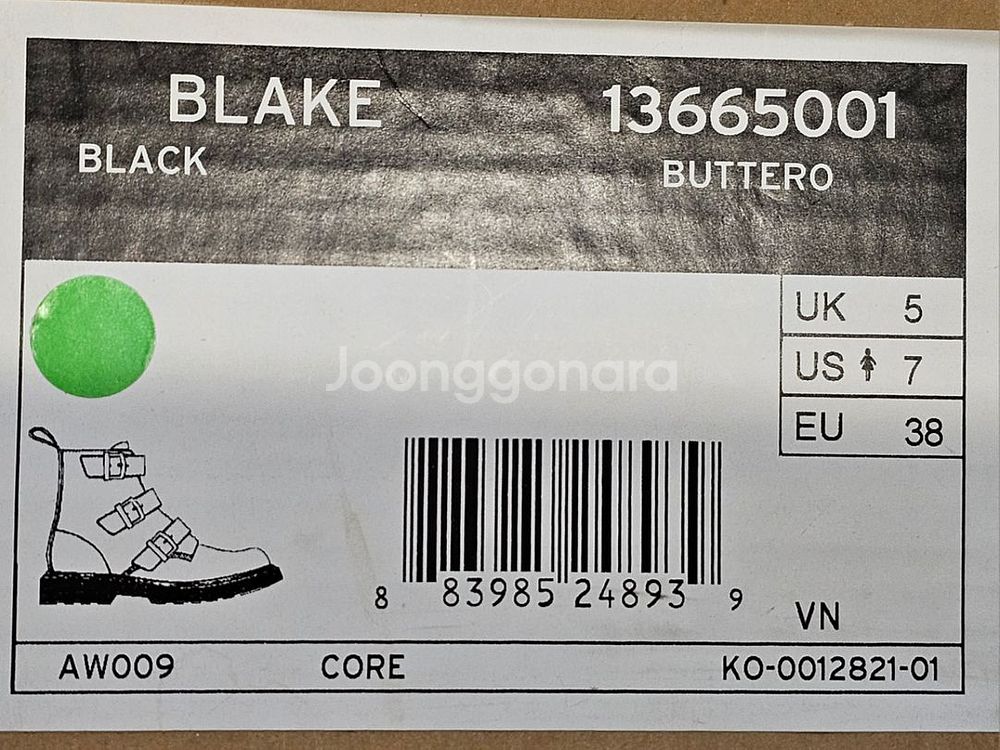 BLAKE 13665001
BLACK BUTTERO
UK 5
US 7
EU 38
Joonggonara
8 83985 24893 9
VN
AW009 CORE KO-0012821-01